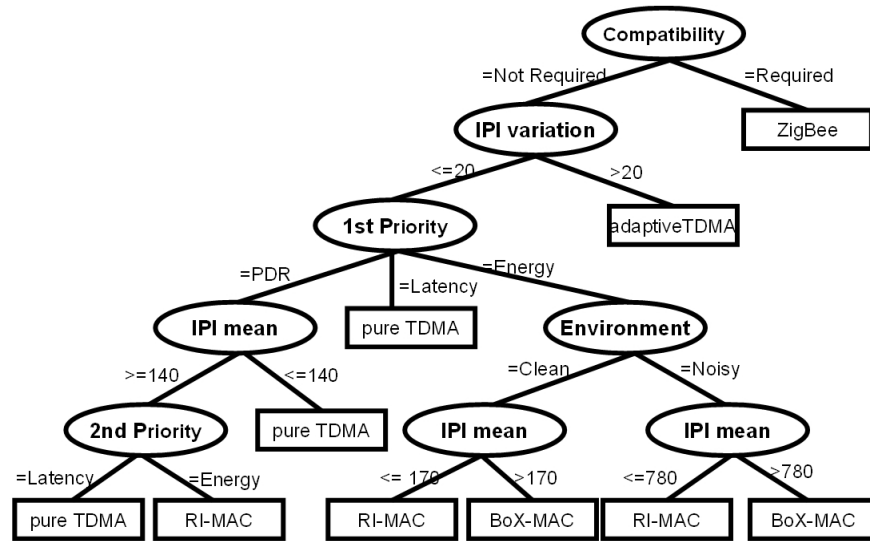 Compatibility
=Not Required
=Required
IPI variation
ZigBee
<=20
>20
1st Priority
adaptiveTDMA
=PDR
=Latency
=Energy
IPI mean
pure TDMA
Environment
>=140
<=140
=Clean
=Noisy
2nd Priority
pure TDMA
IPI mean
IPI mean
=Latency
=Energy
<= 170
>170
<=780
>780
pure TDMA
RI-MAC
RI-MAC
BoX-MAC
RI-MAC
BoX-MAC